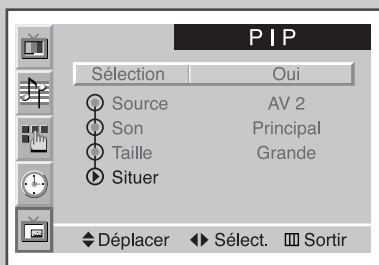 PIP
Sélection Oui
Source AV 2
Son Principal
Taille Grande
Situer
Déplacer Sélect. Sortir